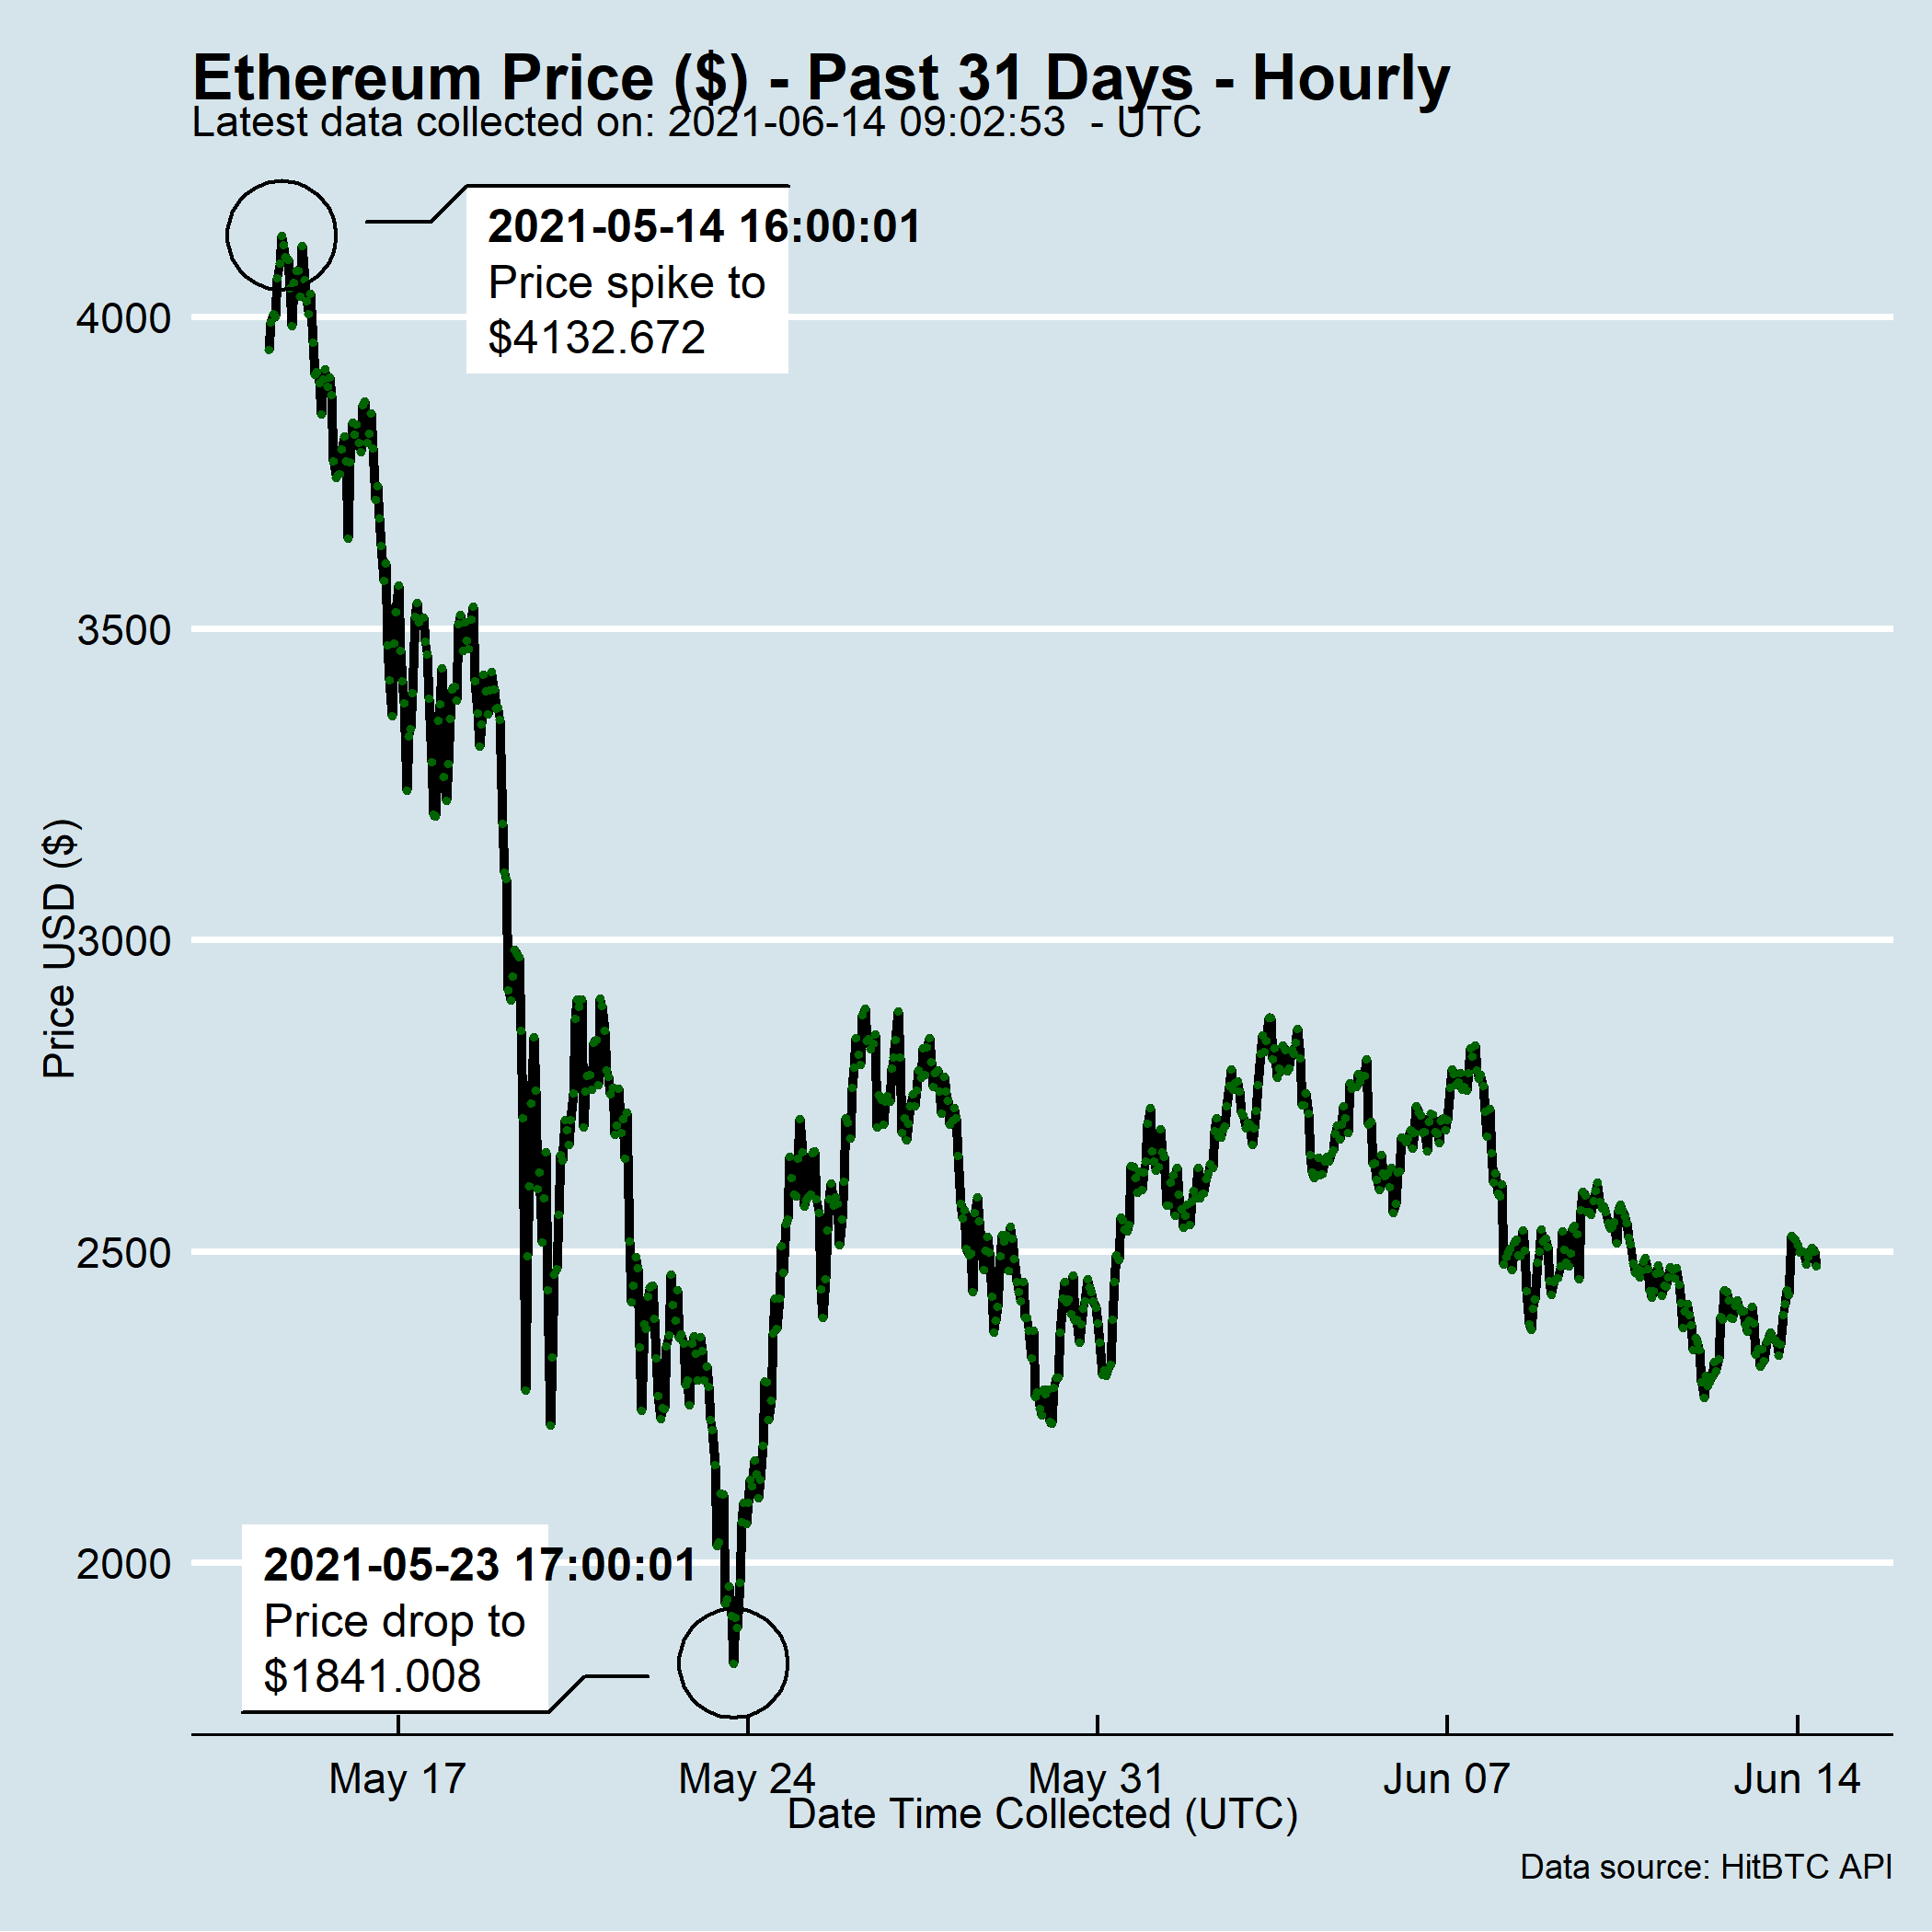 Ethereum Price ($) - Past 31 Days - Hourly
Latest data collected on: 2021-06-14 09:02:53  - UTC
2021-05-14 16:00:01
Price spike to
$4132.672
4000
3500
3000
2500
2000
Price USD ($)
2021-05-23 17:00:01
Price drop to
$1841.008
May 17 May 24 May 31 Jun 07 Jun 14
Date Time Collected (UTC)
Data source: HitBTC API